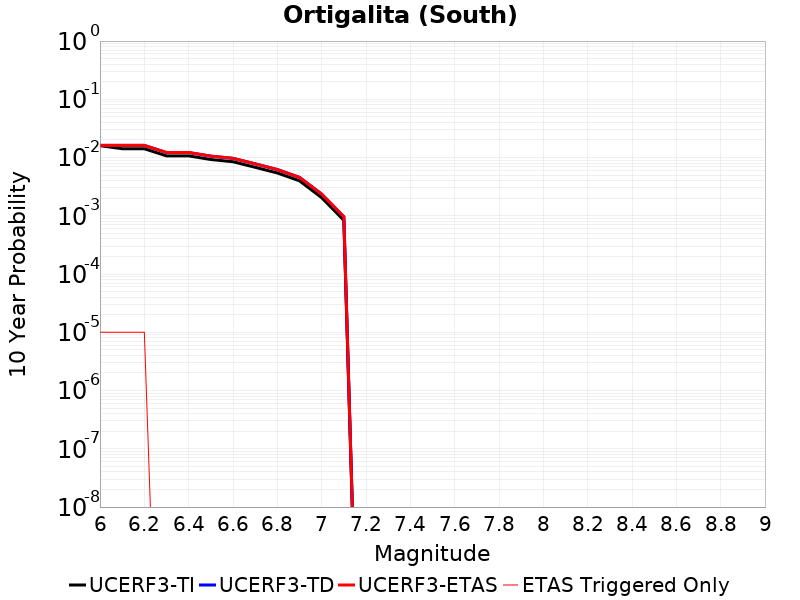 Ortigalita (South)
10 Year Probability
10^0
10^-1
10^-2
10^-3
10^-4
10^-5
10^-6
10^-7
10^-8
6 6.2 6.4 6.6 6.8 7 7.2 7.4 7.6 7.8 8 8.2 8.4 8.6 8.8 9
Magnitude
UCERF3-TI UCERF3-TD UCERF3-ETAS ETAS Triggered Only